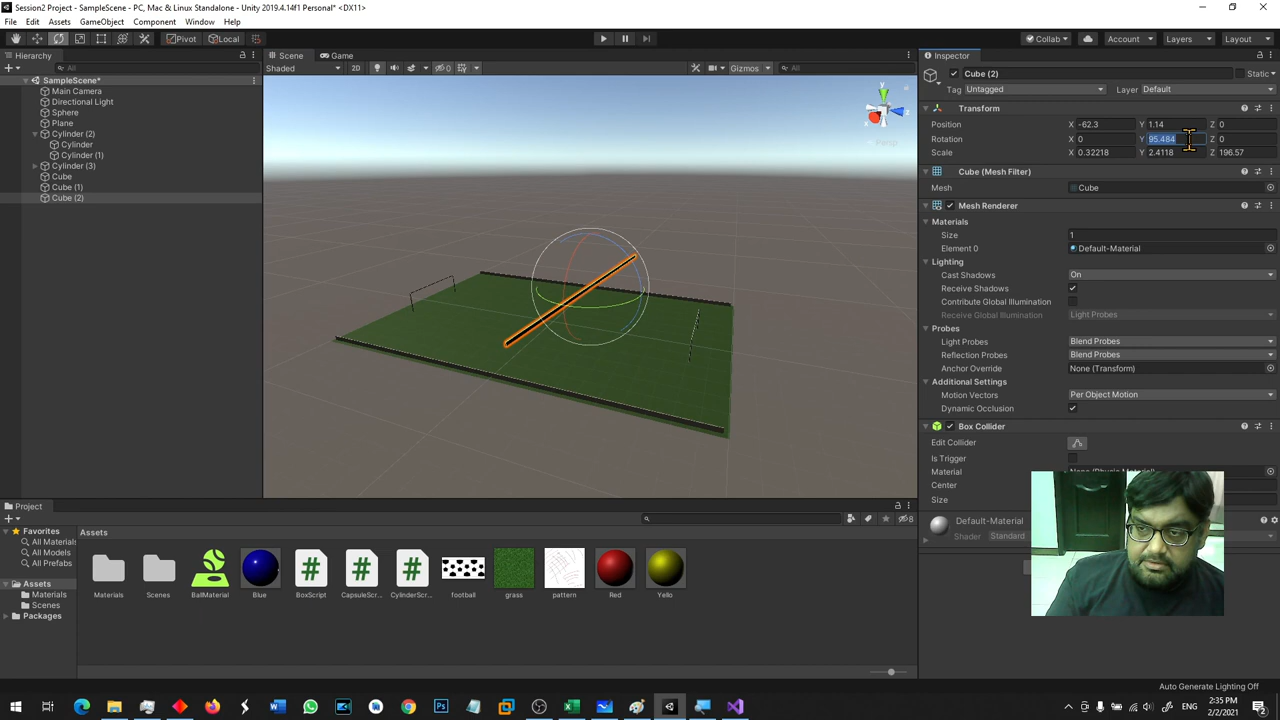 Session2 Project - SampleScene - PC, Mac & Linux Standalone - Unity 2019.4.14f1 Personal* <DX11>
File Edit Assets GameObject Component Window Help
Pivot Local Collab Account Layers Layout
Hierarchy Scene Game Inspector
All Shaded 2D 0 Gizmos All
SampleScene*
Main Camera
Directional Light
Sphere
Plane
Cylinder (2)
Cylinder
Cylinder (1)
Cylinder (3)
Cube
Cube (1)
Cube (2)
y
z
Persp
Cube (2) Static
Tag Untagged Layer Default
Transform
Position X -62.3 Y 1.14 Z 0
Rotation X 0 Y 95.484 Z 0
Scale X 0.32218 Y 2.4118 Z 196.57
Cube (Mesh Filter)
Mesh Cube
Mesh Renderer
Materials
Size 1
Element 0 Default-Material
Lighting
Cast Shadows On
Receive Shadows
Contribute Global Illumination
Receive Global Illumination Light Probes
Probes
Light Probes Blend Probes
Reflection Probes Blend Probes
Anchor Override None (Transform)
Additional Settings
Motion Vectors Per Object Motion
Dynamic Occlusion
Box Collider
Edit Collider
Is Trigger
Material
Center
Size
Default-Material
Shader Standard
Project
Favorites
All Materials
All Models
All Prefabs
Assets
Materials
Scenes
Packages
Assets
8
Materials Scenes BallMaterial Blue BoxScript CapsuleScr... CylinderScr... football grass pattern Red Yello
Auto Generate Lighting Off
2:35 PM
2/2/2021